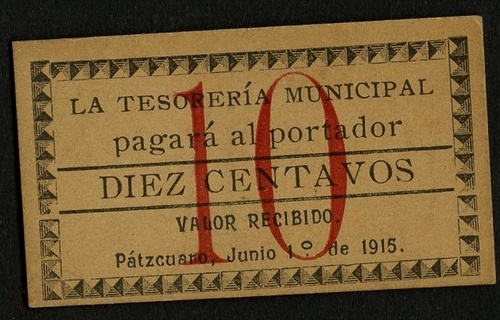 LA TESORERÍA MUNICIPAL
pagará al portador
DIEZ CENTAVOS
VALOR RECIBIDO.
Pátzcuaro, Junio 1º de 1915.
10